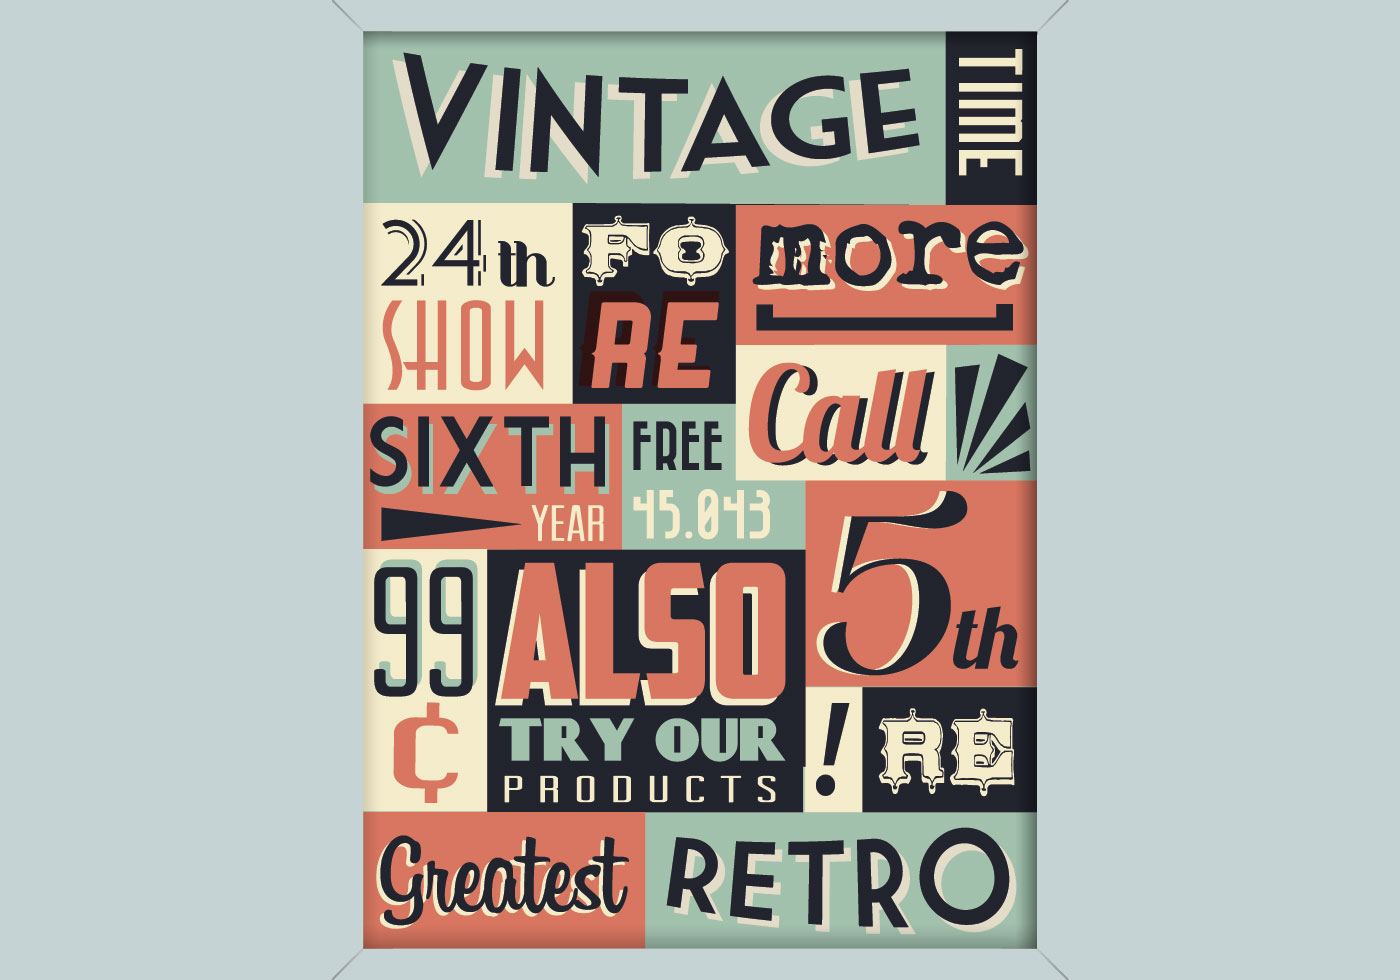 VINTAGE
TIME
24th
SHOW
FO
RE
more
Call
SIXTH
YEAR
FREE
45.043
5th
99
¢
ALSO
TRY OUR
PRODUCTS
!
RE
Greatest
RETRO